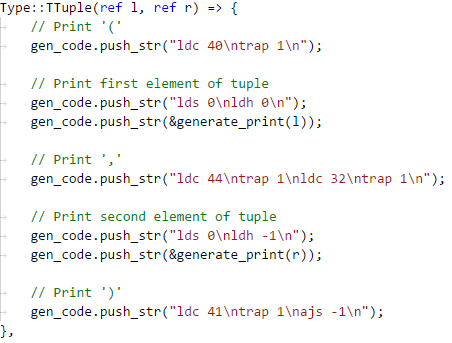 Type::TTuple(ref l, ref r) => {
    // Print '('
    gen_code.push_str("ldc 40\ntrap 1\n");

    // Print first element of tuple
    gen_code.push_str("lds 0\nldh 0\n");
    gen_code.push_str(&generate_print(l));

    // Print ','
    gen_code.push_str("ldc 44\ntrap 1\nldc 32\ntrap 1\n");

    // Print second element of tuple
    gen_code.push_str("lds 0\nldh -1\n");
    gen_code.push_str(&generate_print(r));

    // Print ')'
    gen_code.push_str("ldc 41\ntrap 1\najs -1\n");
},